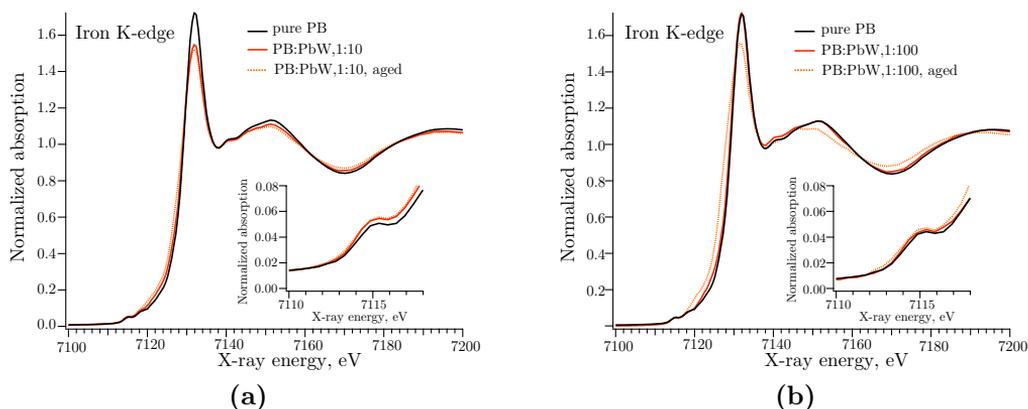 Iron K-edge
pure PB
PB:PbW,1:10
PB:PbW,1:10, aged
Normalized absorption
1.6
1.4
1.2
1.0
0.8
0.6
0.4
0.2
0.0
7100 7120 7140 7160 7180 7200
X-ray energy, eV
Normalized absorption
0.08
0.06
0.04
0.02
0.00
7110 7115
X-ray energy, eV
(a)
Iron K-edge
pure PB
PB:PbW,1:100
PB:PbW,1:100, aged
Normalized absorption
1.6
1.4
1.2
1.0
0.8
0.6
0.4
0.2
7100 7120 7140 7160 7180 7200
X-ray energy, eV
Normalized absorption
0.08
0.06
0.04
0.02
0.00
7110 7115
X-ray energy, eV
(b)